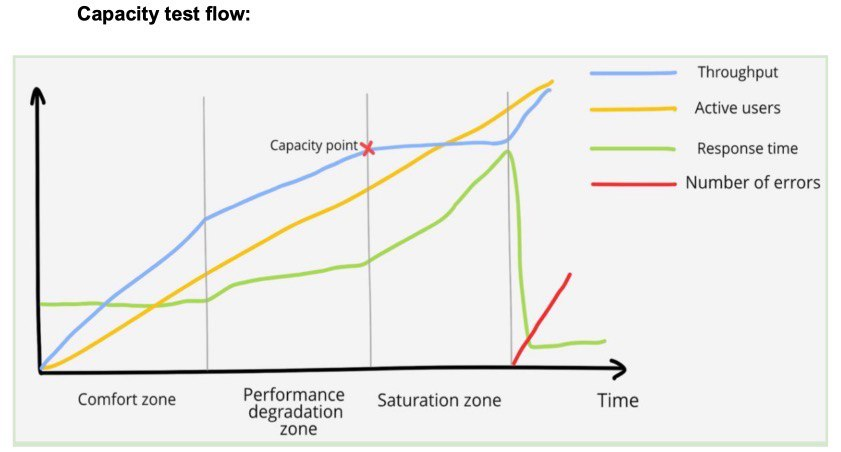 Capacity test flow:
Throughput
Active users
Capacity point
Response time
Number of errors
Comfort zone
Performance
degradation
zone
Saturation zone
Time